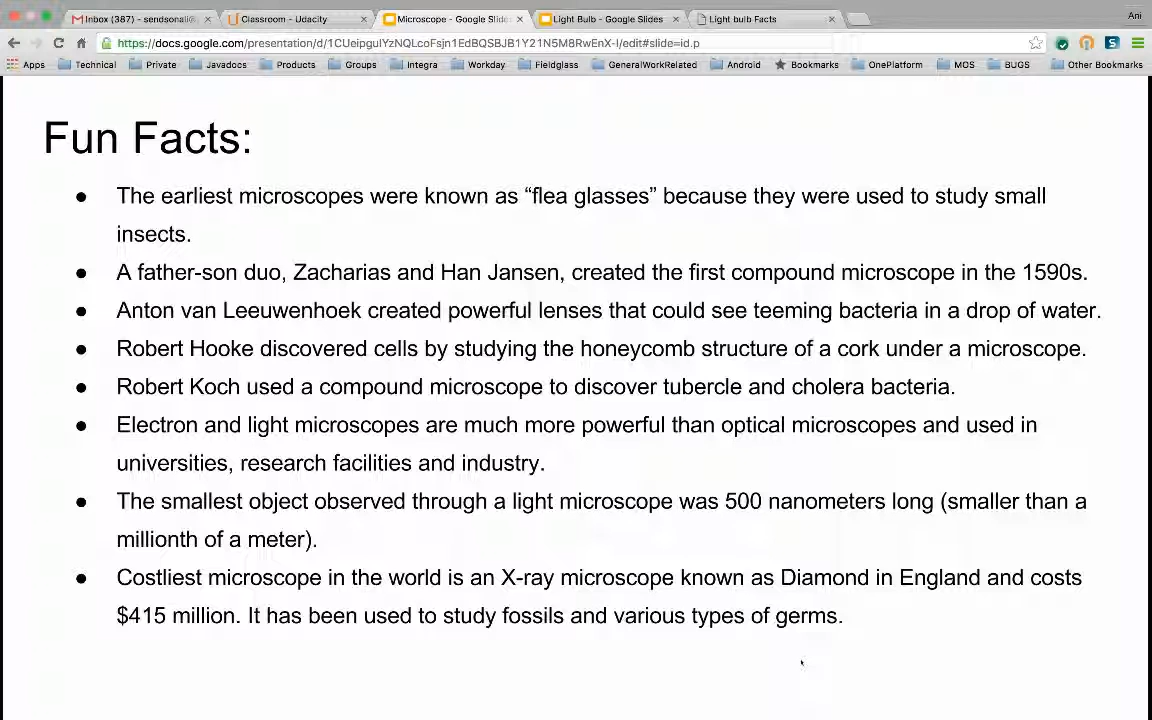 Inbox (387) - sendsonali@
Classroom - Udacity
Microscope - Google Slides
Light Bulb - Google Slides
Light bulb Facts
Ani
https://docs.google.com/presentation/d/1CUeipguIYzNQLcoFsjn1EdBQSBJB1Y21N5M8RwEnX-I/edit#slide=id.p
Apps Technical Private Javadocs Products Groups Integra Workday Fieldglass GeneralWorkRelated Android Bookmarks OnePlatform MOS BUGS Other Bookmarks
Fun Facts:
● The earliest microscopes were known as “flea glasses” because they were used to study small
insects.
● A father-son duo, Zacharias and Han Jansen, created the first compound microscope in the 1590s.
● Anton van Leeuwenhoek created powerful lenses that could see teeming bacteria in a drop of water.
● Robert Hooke discovered cells by studying the honeycomb structure of a cork under a microscope.
● Robert Koch used a compound microscope to discover tubercle and cholera bacteria.
● Electron and light microscopes are much more powerful than optical microscopes and used in
universities, research facilities and industry.
● The smallest object observed through a light microscope was 500 nanometers long (smaller than a
millionth of a meter).
● Costliest microscope in the world is an X-ray microscope known as Diamond in England and costs
$415 million. It has been used to study fossils and various types of germs.